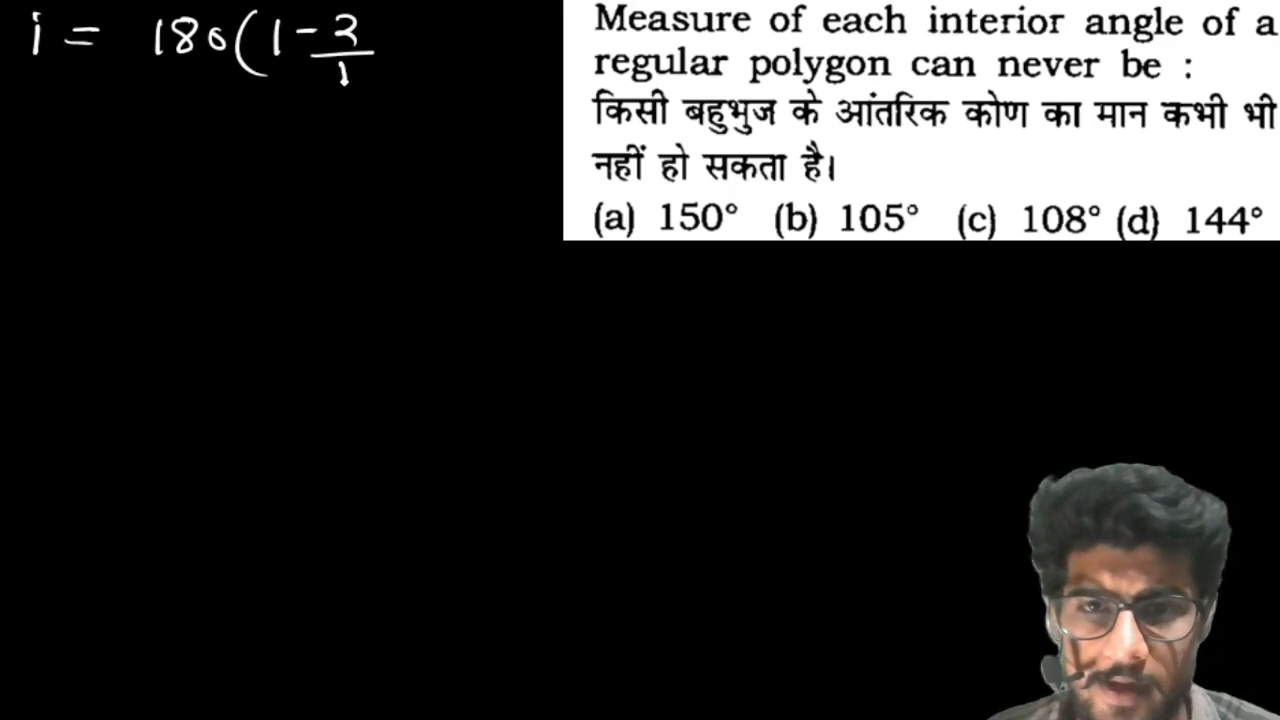 i = 180(1-2/1
Measure of each interior angle of a
regular polygon can never be :
किसी बहुभुज के आंतरिक कोण का मान कभी भी
नहीं हो सकता है।
(a) 150° (b) 105° (c) 108° (d) 144°